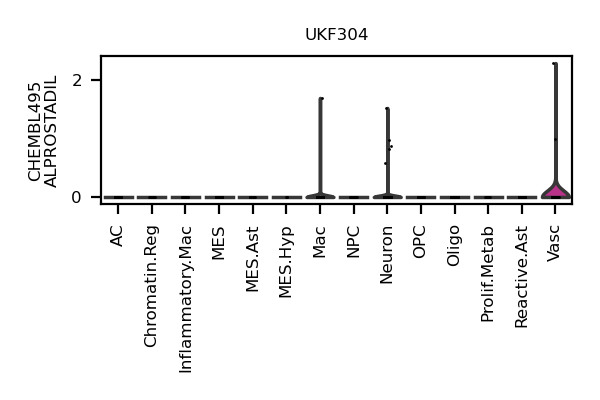 UKF304
CHEMBL495
ALPROSTADIL
2
0
AC
Chromatin.Reg
Inflammatory.Mac
MES
MES.Ast
MES.Hyp
Mac
NPC
Neuron
OPC
Oligo
Prolif.Metab
Reactive.Ast
Vasc